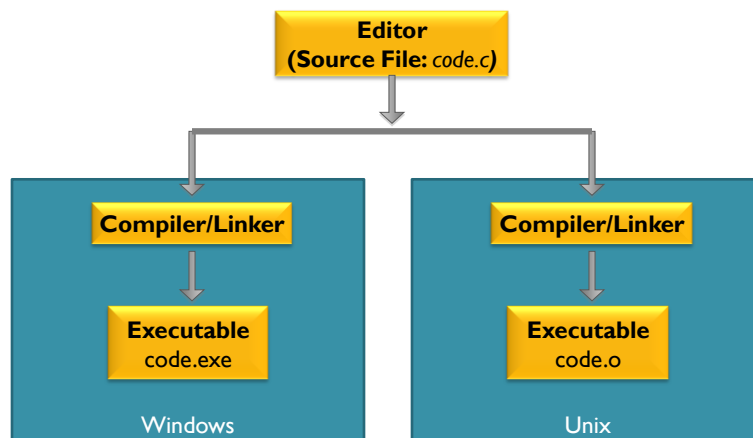 Editor
(Source File: code.c)
Compiler/Linker
Compiler/Linker
Executable
code.exe
Executable
code.o
Windows
Unix